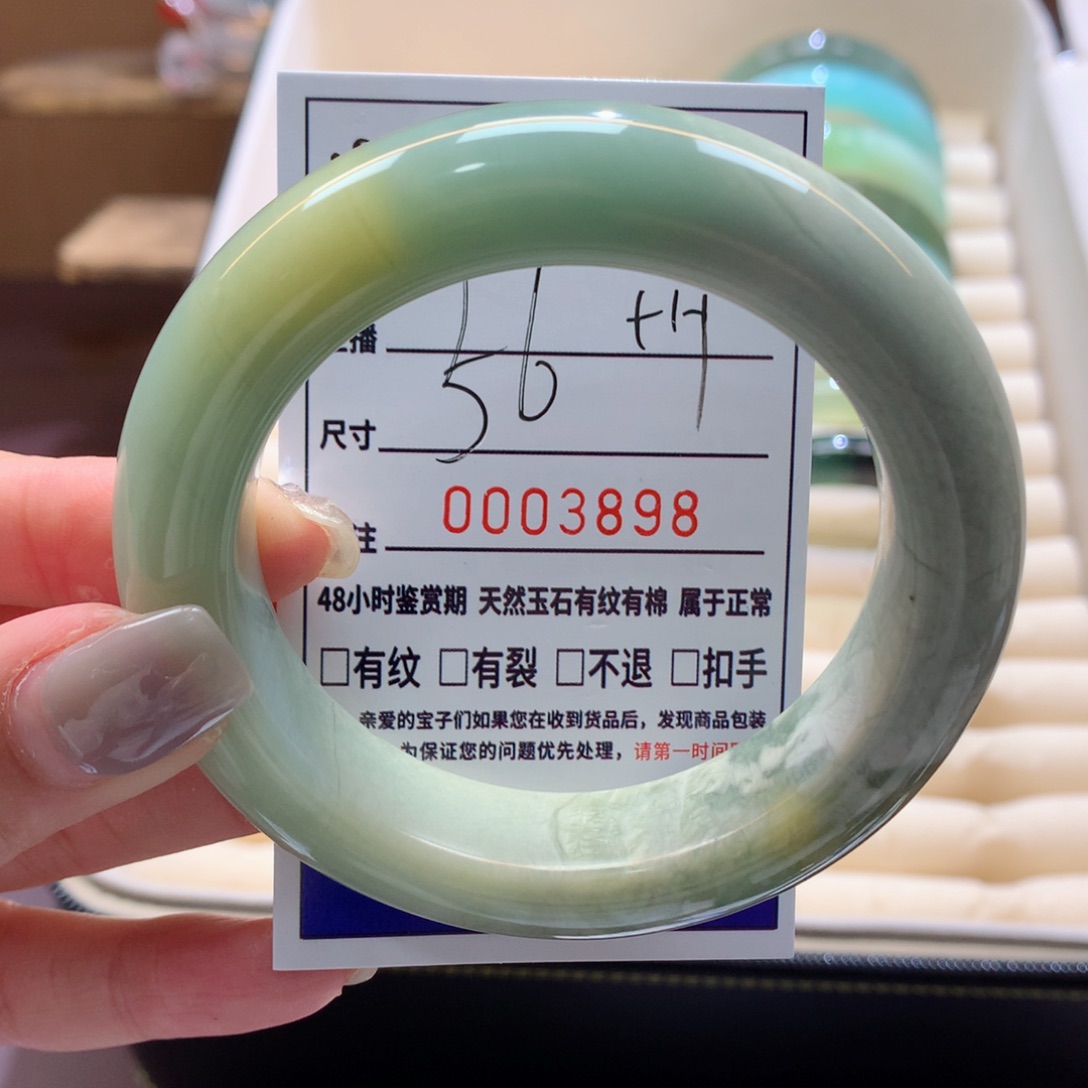 播
尺寸 56
0003898
注
48小时鉴赏期 天然玉石有纹有棉 属于正常
□有纹 □有裂 □不退 □扣手
亲爱的宝子们如果您在收到货品后，发现商品包装
为保证您的问题优先处理，请第一时间